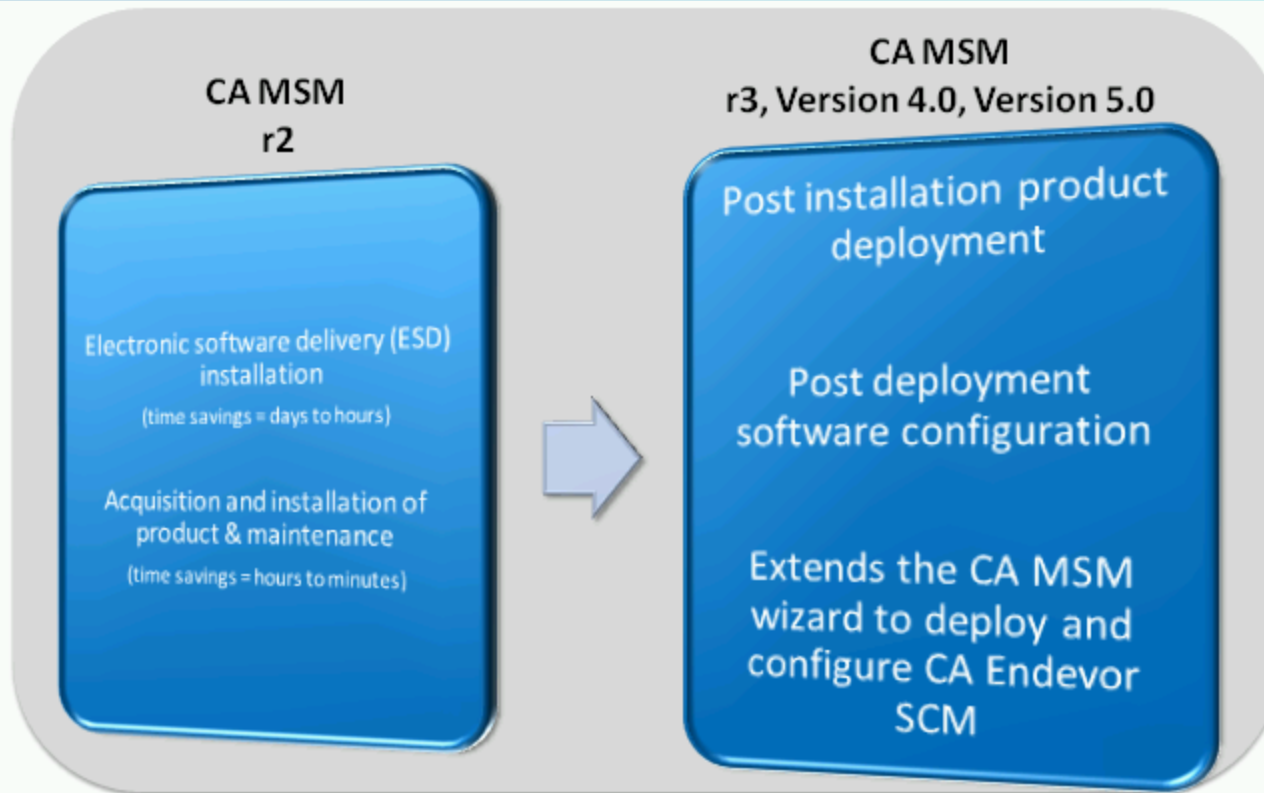 CA MSM
r2
Electronic software delivery (ESD)
installation
(time savings = days to hours)
Acquisition and installation of
product & maintenance
(time savings = hours to minutes)
CA MSM
r3, Version 4.0, Version 5.0
Post installation product
deployment
Post deployment
software configuration
Extends the CA MSM
wizard to deploy and
configure CA Endevor
SCM